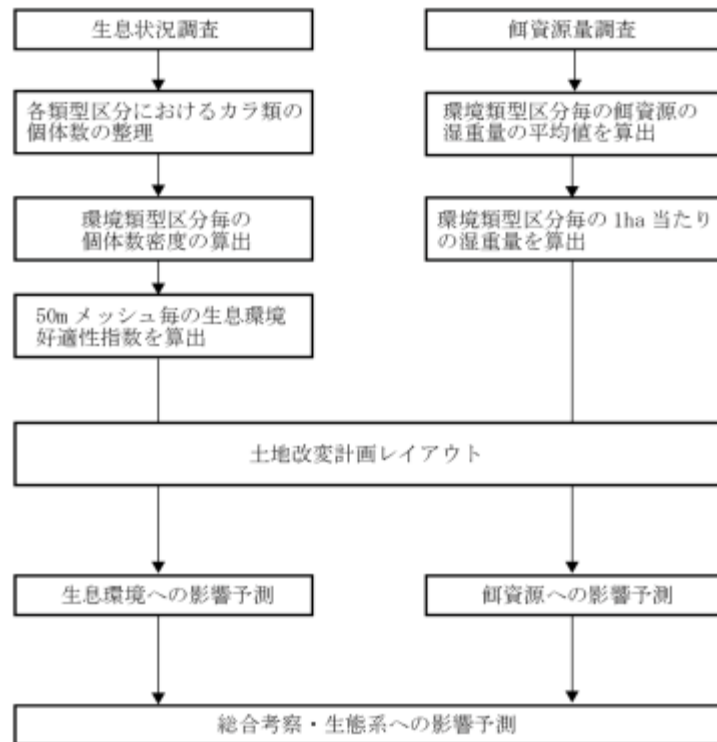 生息状況調査
餌資源量調査
各類型区分におけるカラ類の
個体数の整理
環境類型区分毎の餌資源の
湿重量の平均値を算出
環境類型区分毎の
個体数密度の算出
環境類型区分毎の 1ha 当たり
の湿重量を算出
50m メッシュ毎の生息環境
好適性指数を算出
土地改変計画レイアウト
生息環境への影響予測
餌資源への影響予測
総合考察・生態系への影響予測